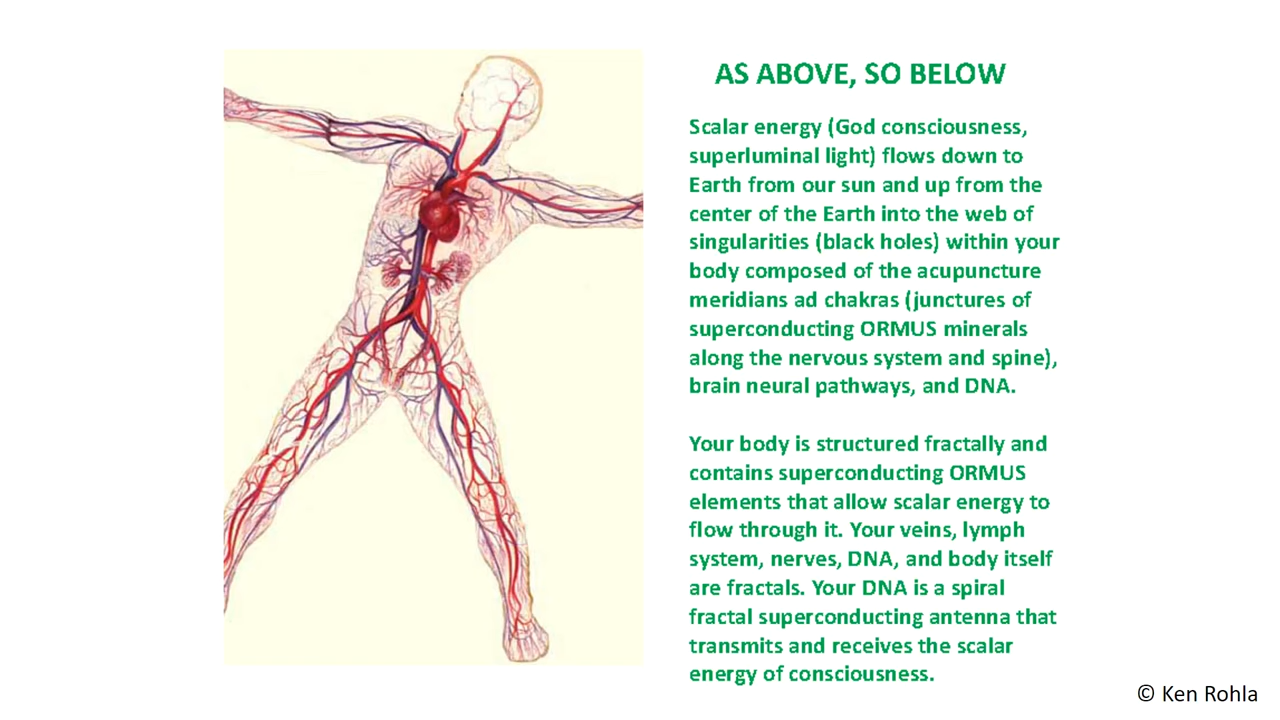 AS ABOVE, SO BELOW
Scalar energy (God consciousness,
superluminal light) flows down to
Earth from our sun and up from the
center of the Earth into the web of
singularities (black holes) within your
body composed of the acupuncture
meridians ad chakras (junctures of
superconducting ORMUS minerals
along the nervous system and spine),
brain neural pathways, and DNA.
Your body is structured fractally and
contains superconducting ORMUS
elements that allow scalar energy to
flow through it. Your veins, lymph
system, nerves, DNA, and body itself
are fractals. Your DNA is a spiral
fractal superconducting antenna that
transmits and receives the scalar
energy of consciousness.
© Ken Rohla